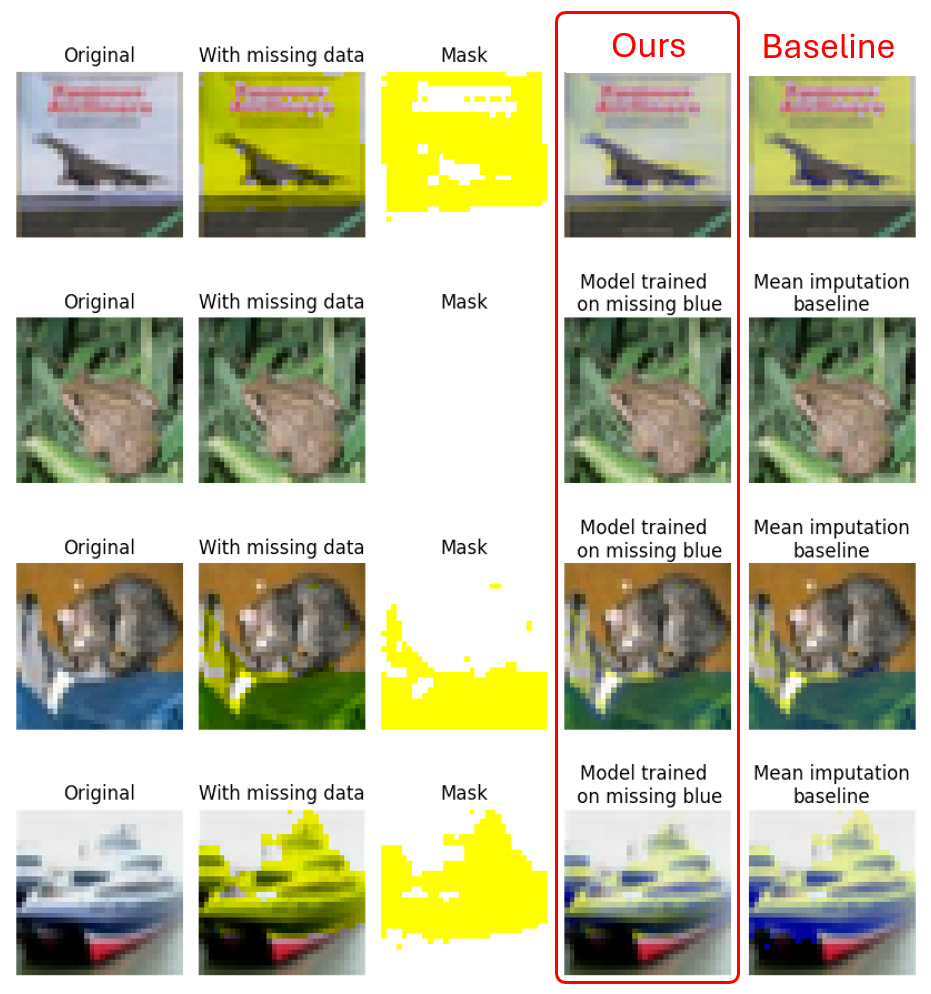 Ours
Baseline
Original
With missing data
Mask
Original
With missing data
Mask
Model trained
on missing blue
Mean imputation
baseline
Original
With missing data
Mask
Model trained
on missing blue
Mean imputation
baseline
Original
With missing data
Mask
Model trained
on missing blue
Mean imputation
baseline